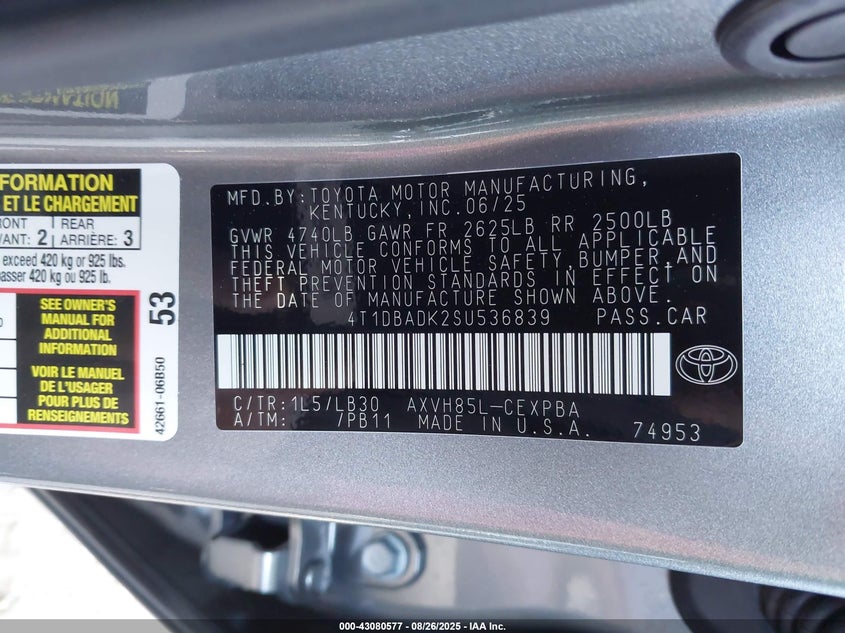 FORMATION
ET LE CHARGEMENT
FRONT
AVANT: 2
REAR
ARRIÈRE: 3
exceed 420 kg or 925 lbs.
passer 420 kg ou 925 lb.
SEE OWNER'S
MANUAL FOR
ADDITIONAL
INFORMATION
VOIR LE MANUEL
DE L'USAGER
POUR PLUS DE
RENSEIGNEMENTS
53
42661-06B50
MFD.BY:TOYOTA MOTOR MANUFACTURING,
KENTUCKY,INC.06/25
GVWR 4740LB GAWR FR 2625LB RR 2500LB
THIS VEHICLE CONFORMS TO ALL APPLICABLE
FEDERAL MOTOR VEHICLE SAFETY,BUMPER,AND
THEFT PREVENTION STANDARDS IN EFFECT ON
THE DATE OF MANUFACTURE SHOWN ABOVE.
4T1DBADK2SU536839 PASS.CAR
C/TR:1L5/LB30 AXVH85L-CEXPBA
A/TM: /PB11 MADE IN U.S.A. 74953
000-43080577 - 08/26/2025 - IAA Inc.